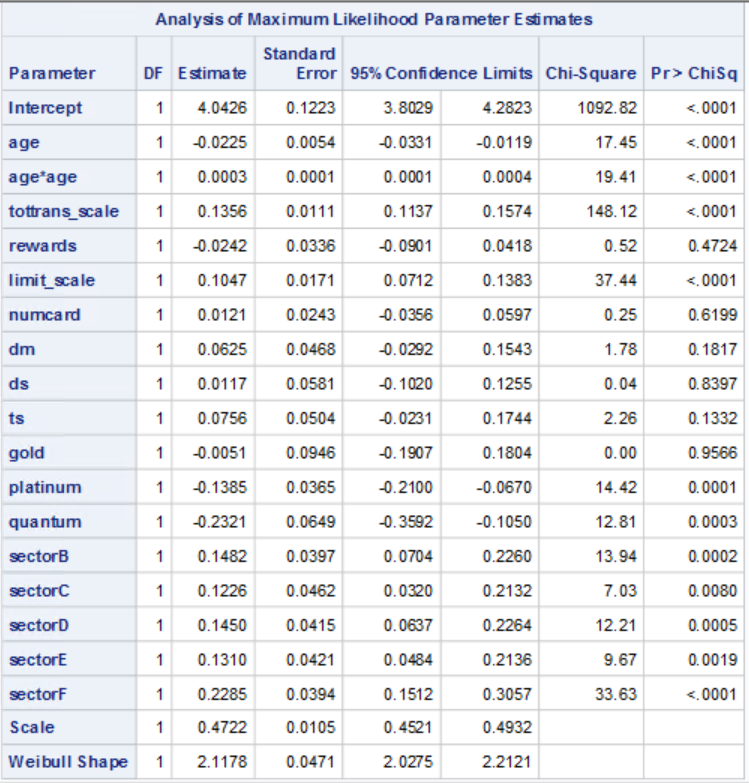 Analysis of Maximum Likelihood Parameter Estimates
Parameter DF Estimate Standard Error 95% Confidence Limits Chi-Square Pr > ChiSq
Intercept 1 4.0426 0.1223 3.8029 4.2823 1092.82 <.0001
age 1 -0.0225 0.0054 -0.0331 -0.0119 17.45 <.0001
age*age 1 0.0003 0.0001 0.0001 0.0004 19.41 <.0001
tottrans_scale 1 0.1356 0.0111 0.1137 0.1574 148.12 <.0001
rewards 1 -0.0242 0.0336 -0.0901 0.0418 0.52 0.4724
limit_scale 1 0.1047 0.0171 0.0712 0.1383 37.44 <.0001
numcard 1 0.0121 0.0243 -0.0356 0.0597 0.25 0.6199
dm 1 0.0625 0.0468 -0.0292 0.1543 1.78 0.1817
ds 1 0.0117 0.0581 -0.1020 0.1255 0.04 0.8397
ts 1 0.0756 0.0504 -0.0231 0.1744 2.26 0.1332
gold 1 -0.0051 0.0946 -0.1907 0.1804 0.00 0.9566
platinum 1 -0.1385 0.0365 -0.2100 -0.0670 14.42 0.0001
quantum 1 -0.2321 0.0649 -0.3592 -0.1050 12.81 0.0003
sectorB 1 0.1482 0.0397 0.0704 0.2260 13.94 0.0002
sectorC 1 0.1226 0.0462 0.0320 0.2132 7.03 0.0080
sectorD 1 0.1450 0.0415 0.0637 0.2264 12.21 0.0005
sectorE 1 0.1310 0.0421 0.0484 0.2136 9.67 0.0019
sectorF 1 0.2285 0.0394 0.1512 0.3057 33.63 <.0001
Scale 1 0.4722 0.0105 0.4521 0.4932
Weibull Shape 1 2.1178 0.0471 2.0275 2.2121